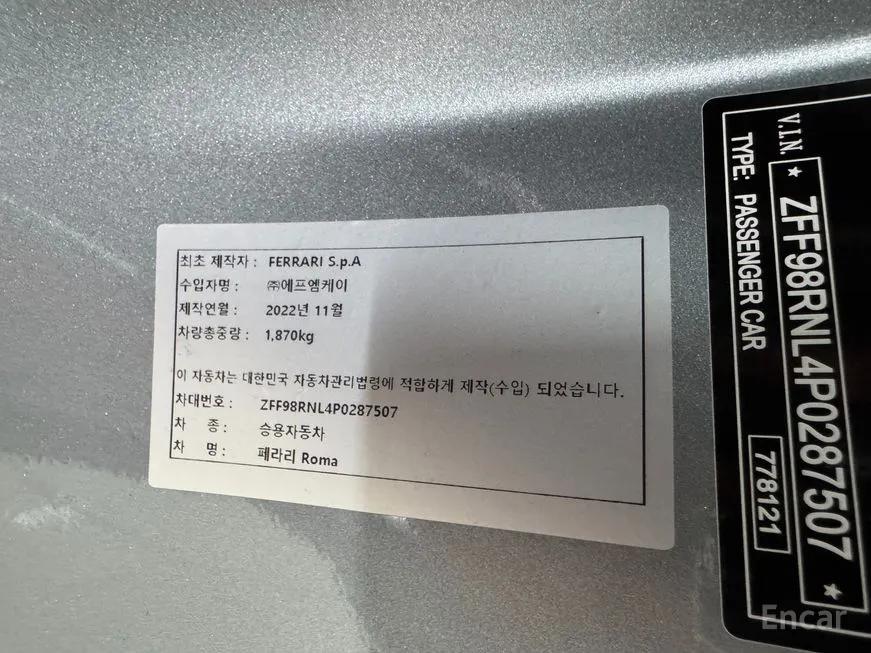 최초 제작자 : FERRARI S.p.A
수입자명 : ㈜에프엠케이
제작연월 : 2022년 11월
차량총중량 : 1,870kg
이 자동차는 대한민국 자동차관리법령에 적합하게 제작(수입) 되었습니다.
차대번호 : ZFF98RNL4P0287507
차 종 : 승용자동차
차 명 : 페라리 Roma
V.I.N. ★ ZFF98RNL4P0287507 ★
TYPE: PASSENGER CAR
778121
Encar